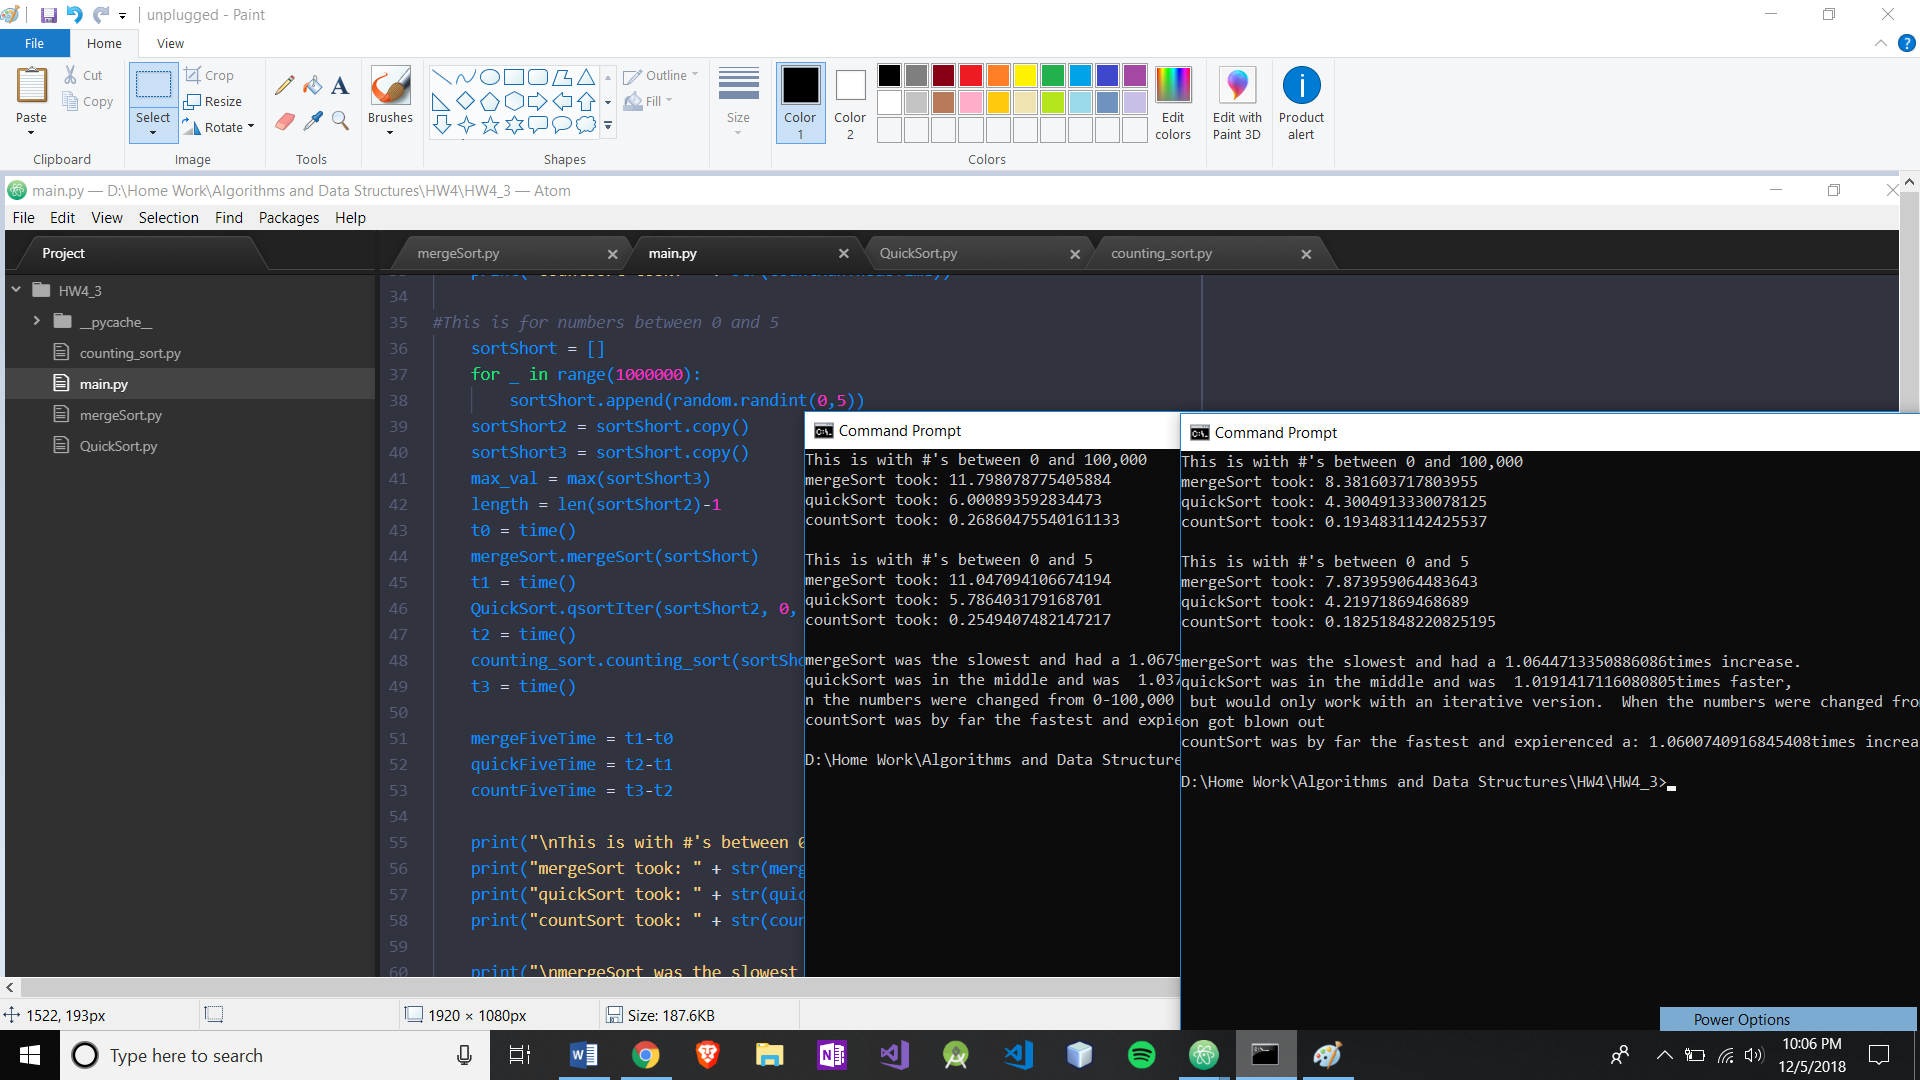 unplugged - Paint
File Home View
Paste
Cut
Copy
Clipboard
Select
Crop
Resize
Rotate
Image
Tools
Brushes
Outline
Fill
Shapes
Size
Color 1
Color 2
Edit colors
Colors
Edit with Paint 3D
Product alert
main.py — D:\Home Work\Algorithms and Data Structures\HW4\HW4_3 — Atom
File Edit View Selection Find Packages Help
Project
HW4_3
__pycache__
counting_sort.py
main.py
mergeSort.py
QuickSort.py
mergeSort.py main.py QuickSort.py counting_sort.py
34
35 #This is for numbers between 0 and 5
36 sortShort = []
37 for _ in range(1000000):
38 sortShort.append(random.randint(0,5))
39 sortShort2 = sortShort.copy()
40 sortShort3 = sortShort.copy()
41 max_val = max(sortShort3)
42 length = len(sortShort2)-1
43 t0 = time()
44 mergeSort.mergeSort(sortShort)
45 t1 = time()
46 QuickSort.qsortIter(sortShort2, 0,
47 t2 = time()
48 counting_sort.counting_sort(sortSho
49 t3 = time()
50
51 mergeFiveTime = t1-t0
52 quickFiveTime = t2-t1
53 countFiveTime = t3-t2
54
55 print("\nThis is with #'s between 0
56 print("mergeSort took: " + str(merg
57 print("quickSort took: " + str(quic
58 print("countSort took: " + str(coun
59
60 print("\nmergeSort was the slowest
Command Prompt
This is with #'s between 0 and 100,000
mergeSort took: 11.798078775405884
quickSort took: 6.000893592834473
countSort took: 0.26860475540161133
This is with #'s between 0 and 5
mergeSort took: 11.047094106674194
quickSort took: 5.786403179168701
countSort took: 0.2549407482147217
mergeSort was the slowest and had a 1.0679
quickSort was in the middle and was  1.037
n the numbers were changed from 0-100,000
countSort was by far the fastest and expie
D:\Home Work\Algorithms and Data Structure
Command Prompt
This is with #'s between 0 and 100,000
mergeSort took: 8.381603717803955
quickSort took: 4.3004913330078125
countSort took: 0.1934831142425537
This is with #'s between 0 and 5
mergeSort took: 7.873959064483643
quickSort took: 4.21971869468689
countSort took: 0.18251848220825195
mergeSort was the slowest and had a 1.0644713350886086times increase.
quickSort was in the middle and was  1.0191417116080805times faster,
but would only work with an iterative version.  When the numbers were changed fro
on got blown out
countSort was by far the fastest and expierenced a: 1.0600740916845408times increa
D:\Home Work\Algorithms and Data Structures\HW4\HW4_3>
1522, 193px
1920 × 1080px
Size: 187.6KB
Power Options
Type here to search
10:06 PM
12/5/2018